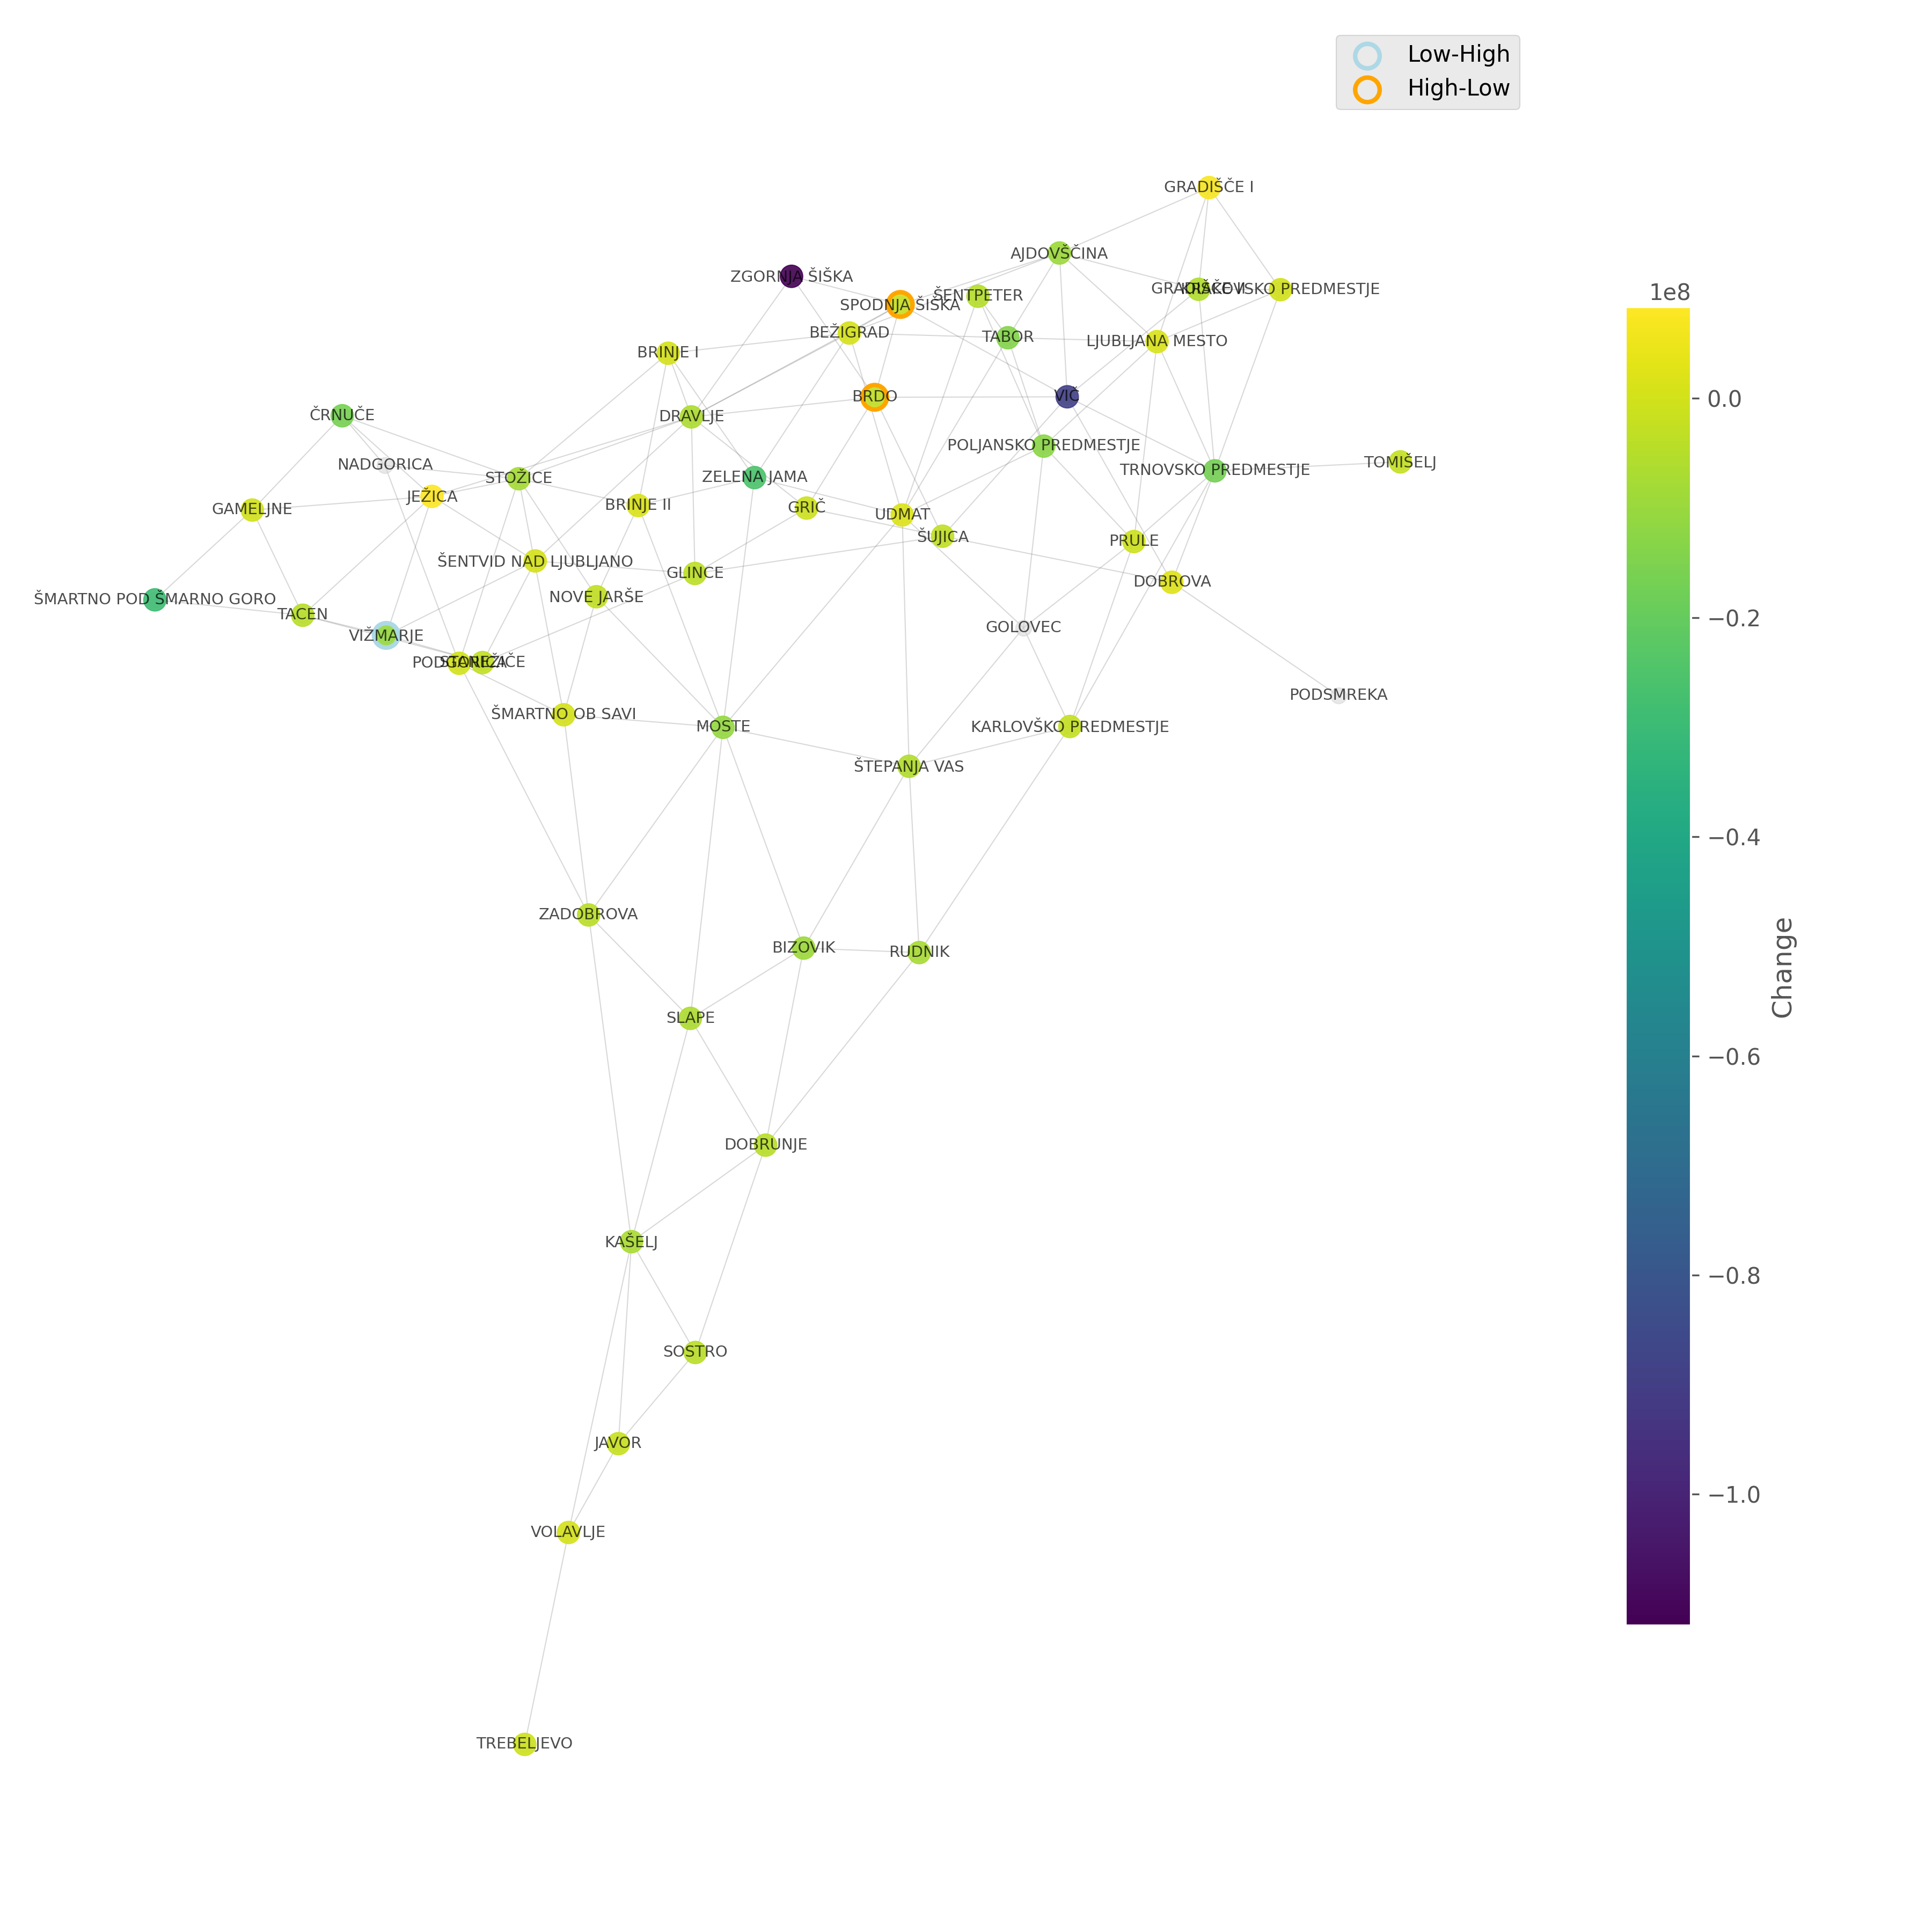 Low-High
High-Low
GRADIŠČE I
AJDOVŠČINA
ZGORNJA ŠIŠKA
GRADIŠČE II
KRAKOVSKO PREDMESTJE
ŠENTPETER
SPODNJA ŠIŠKA
1e8
BEŽIGRAD
TABOR
LJUBLJANA MESTO
BRINJE I
BRDO
VIČ
0.0
ČRNUČE
DRAVLJE
POLJANSKO PREDMESTJE
NADGORICA
TRNOVSKO PREDMESTJE
TOMIŠELJ
STOŽICE
ZELENA JAMA
JEŽICA
GAMELJNE
BRINJE II
GRIČ
UDMAT
ŠUJICA
PRULE
ŠENTVID NAD LJUBLJANO
GLINCE
DOBROVA
ŠMARTNO POD ŠMARNO GORO
NOVE JARŠE
TACEN
−0.2
GOLOVEC
VIŽMARJE
PODGORICA
STANEŽIČE
PODSMREKA
ŠMARTNO OB SAVI
MOSTE
KARLOVŠKO PREDMESTJE
ŠTEPANJA VAS
−0.4
ZADOBROVA
BIZOVIK
RUDNIK
Change
SLAPE
−0.6
DOBRUNJE
KAŠELJ
−0.8
SOSTRO
JAVOR
−1.0
VOLAVLJE
TREBELJEVO